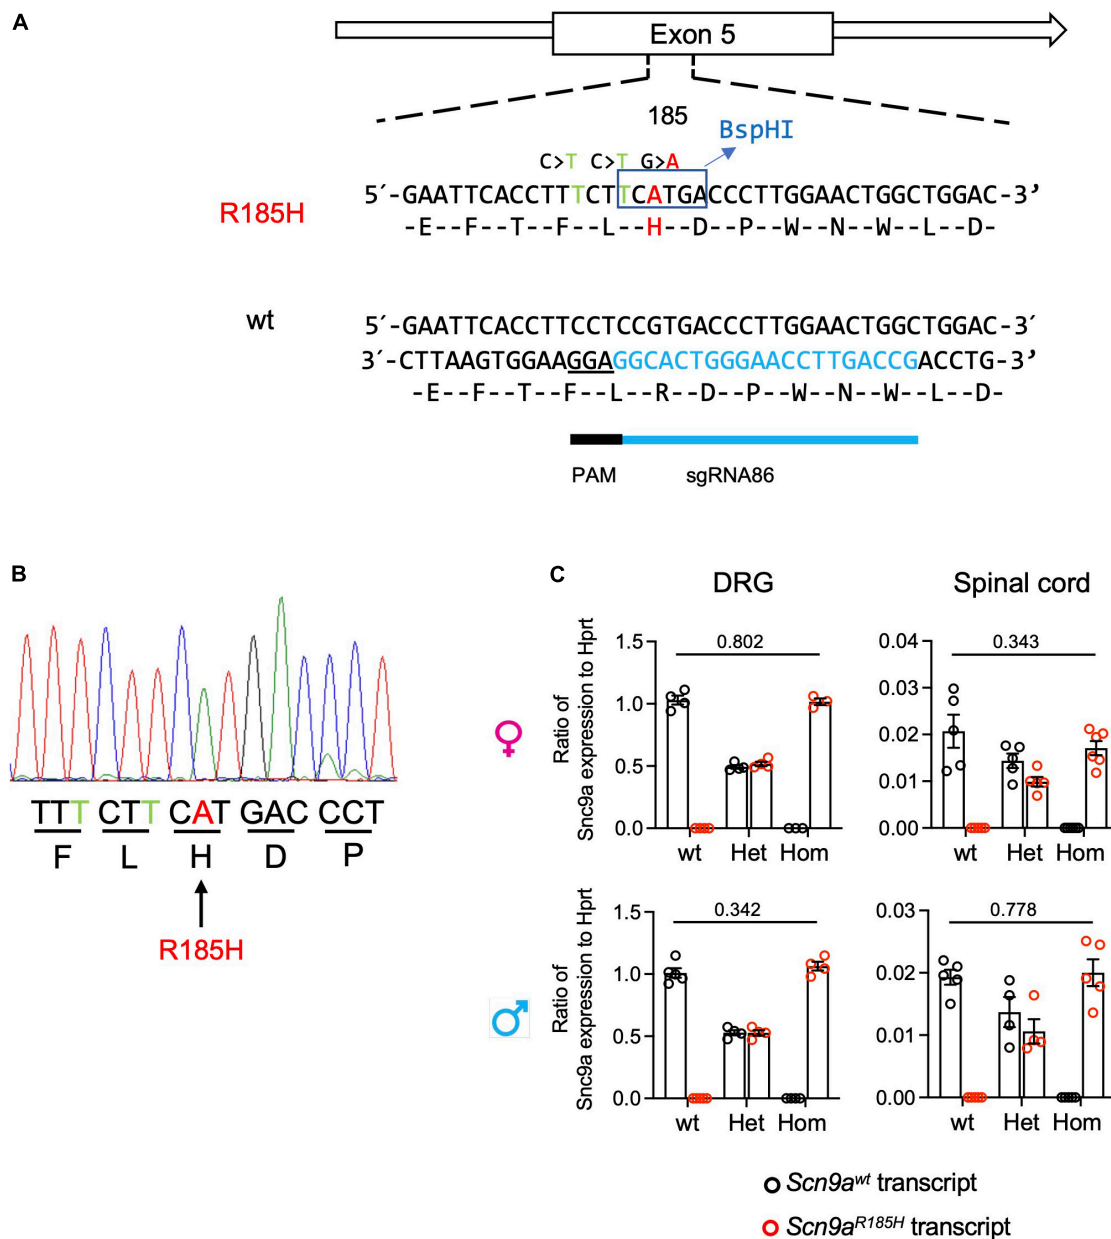 A
Exon 5
185
BspHI
C>T C>T G>A
R185H
5´-GAATTCACCTTTCTTCATGACCCTTGGAACTGGCTGGAC-3’
-E--F--T--F--L--H--D--P--W--N--W--L--D-
wt
5´-GAATTCACCTTCCTCCGTGACCCTTGGAACTGGCTGGAC-3´
3´-CTTAAGTGGAAGGAGGCACTGGGAACCTTGACCGACCTG-3’
-E--F--T--F--L--R--D--P--W--N--W--L--D-
PAM
sgRNA86
B
TTT CTT CAT GAC CCT
F L H D P
R185H
C
DRG
Spinal cord
♀
Ratio of
Snc9a expression to Hprt
1.5
1.0
0.5
0.0
0.802
wt Het Hom
0.04
0.03
0.02
0.01
0.00
0.343
wt Het Hom
♂
Ratio of
Snc9a expression to Hprt
1.5
1.0
0.5
0.0
0.342
wt Het Hom
0.03
0.02
0.01
0.00
0.778
wt Het Hom
Scn9a^wt transcript
Scn9a^R185H transcript